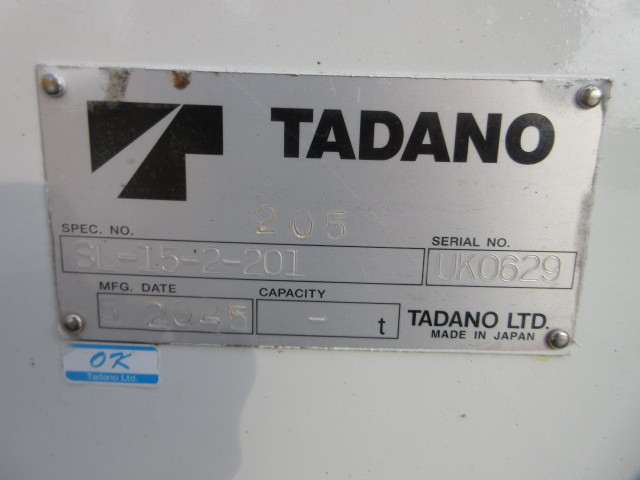 TADANO
205
SPEC. NO.
SERIAL NO.
SL-15-2-201
UK0629
MFG. DATE
CAPACITY
- t
TADANO LTD.
MADE IN JAPAN
OK
Tadano Ltd.